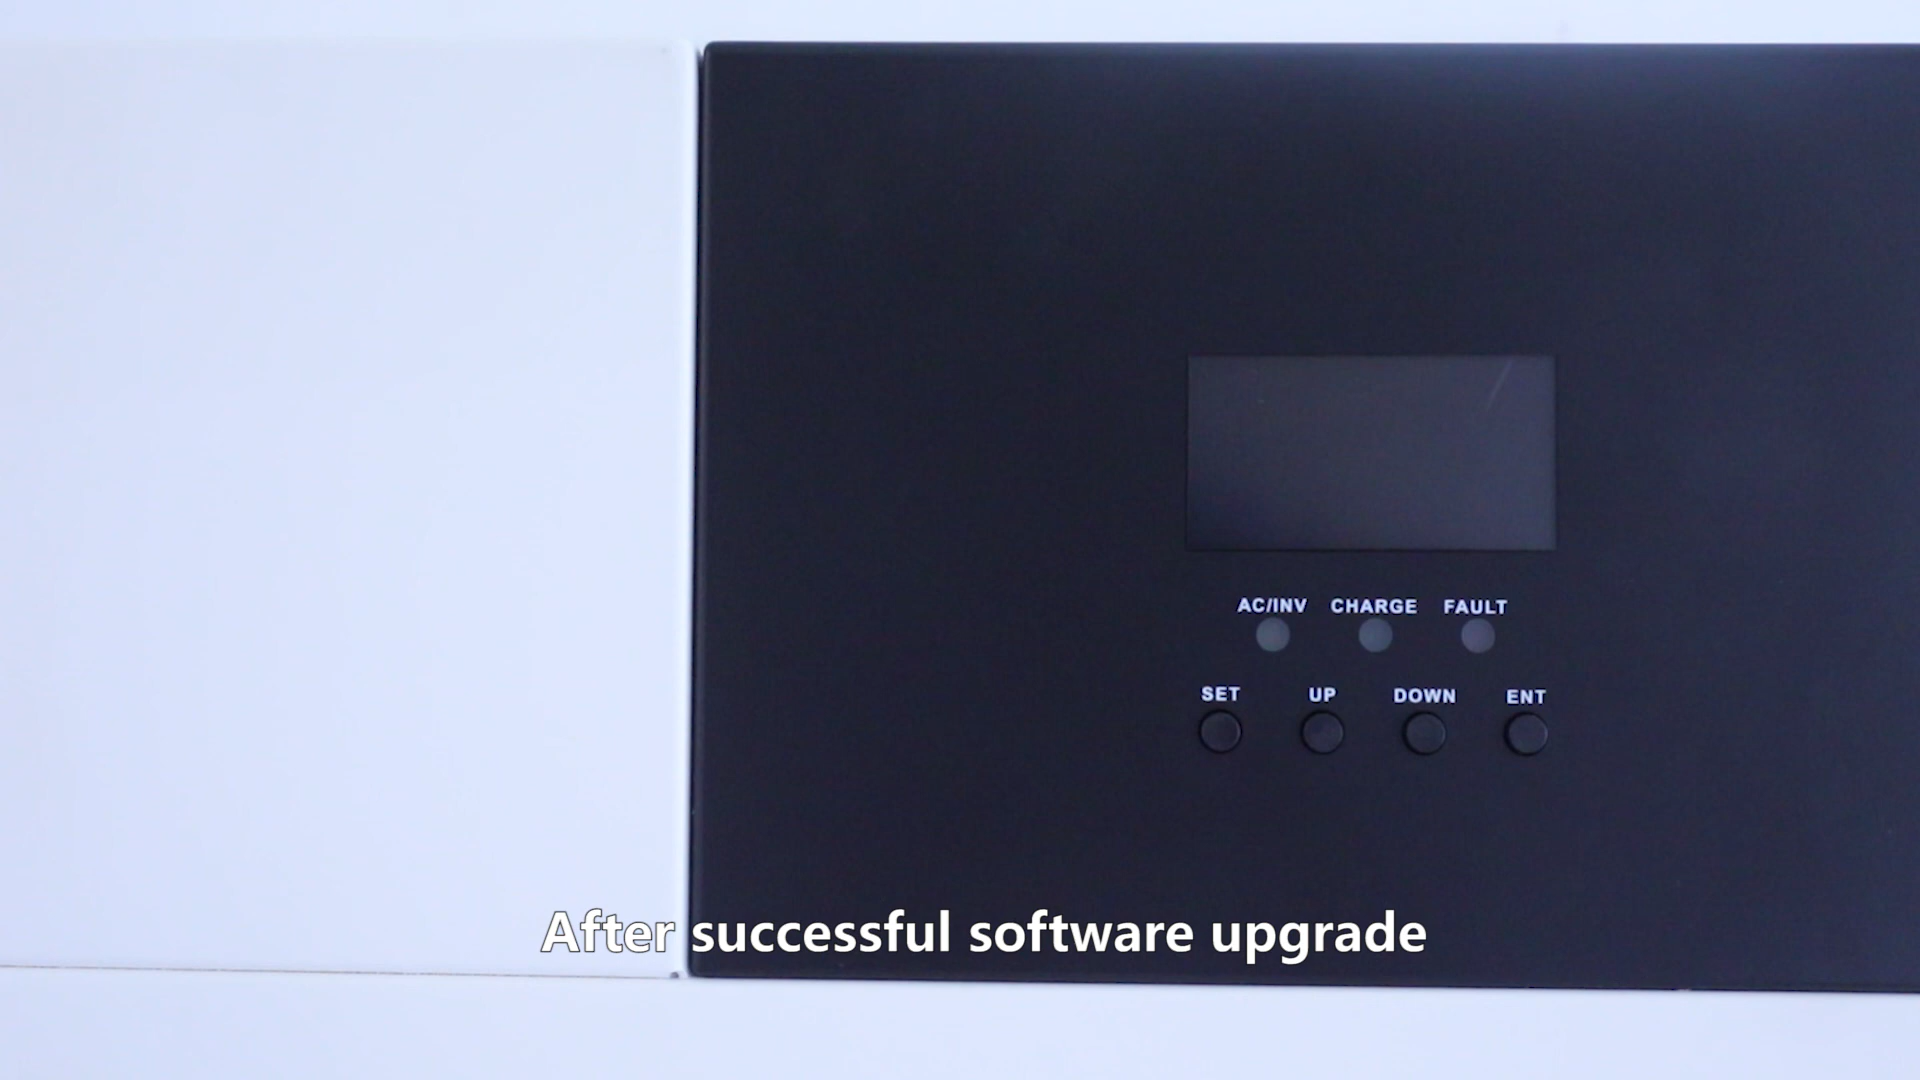 AC/INV CHARGE FAULT
SET UP DOWN ENT
After successful software upgrade